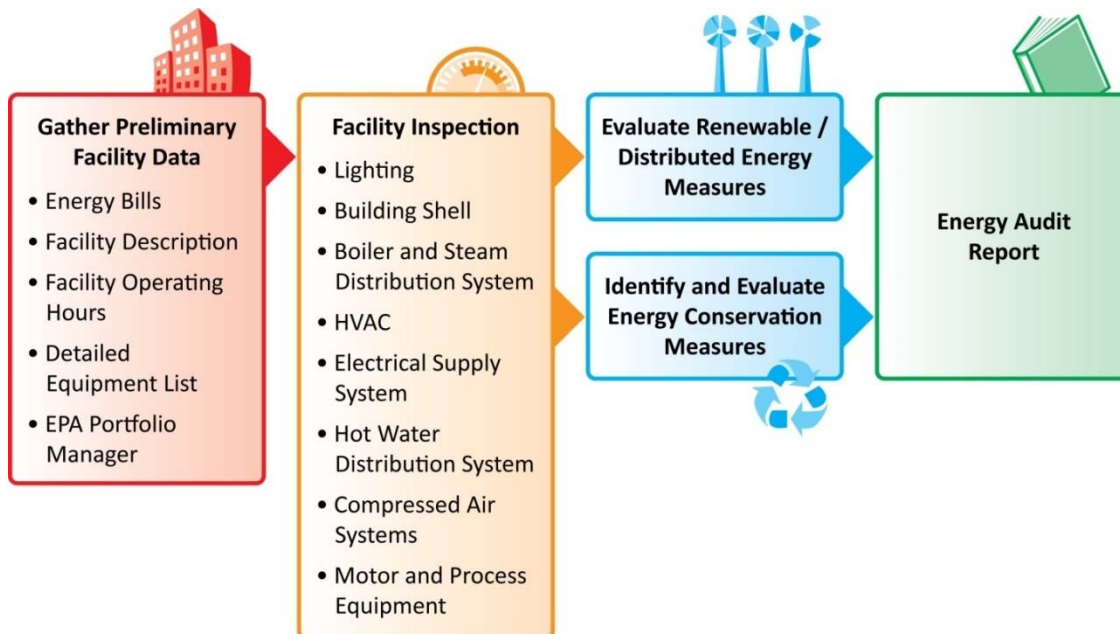 Gather Preliminary
Facility Data
• Energy Bills
• Facility Description
• Facility Operating
Hours
• Detailed
Equipment List
• EPA Portfolio
Manager
Facility Inspection
• Lighting
• Building Shell
• Boiler and Steam
Distribution System
• HVAC
• Electrical Supply
System
• Hot Water
Distribution System
• Compressed Air
Systems
• Motor and Process
Equipment
Evaluate Renewable /
Distributed Energy
Measures
Identify and Evaluate
Energy Conservation
Measures
Energy Audit
Report